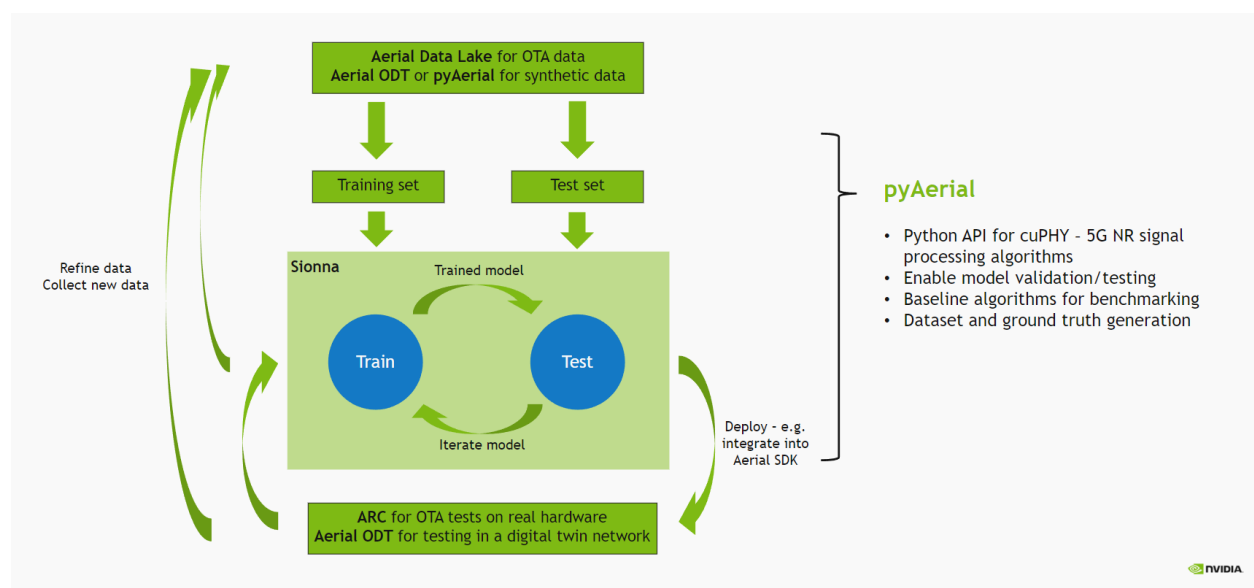 Aerial Data Lake for OTA data
Aerial ODT or pyAerial for synthetic data
Training set
Test set
Sionna
Trained model
Train
Test
Iterate model
Refine data
Collect new data
Deploy – e.g.
integrate into
Aerial SDK
ARC for OTA tests on real hardware
Aerial ODT for testing in a digital twin network
pyAerial
• Python API for cuPHY – 5G NR signal
processing algorithms
• Enable model validation/testing
• Baseline algorithms for benchmarking
• Dataset and ground truth generation
NVIDIA.